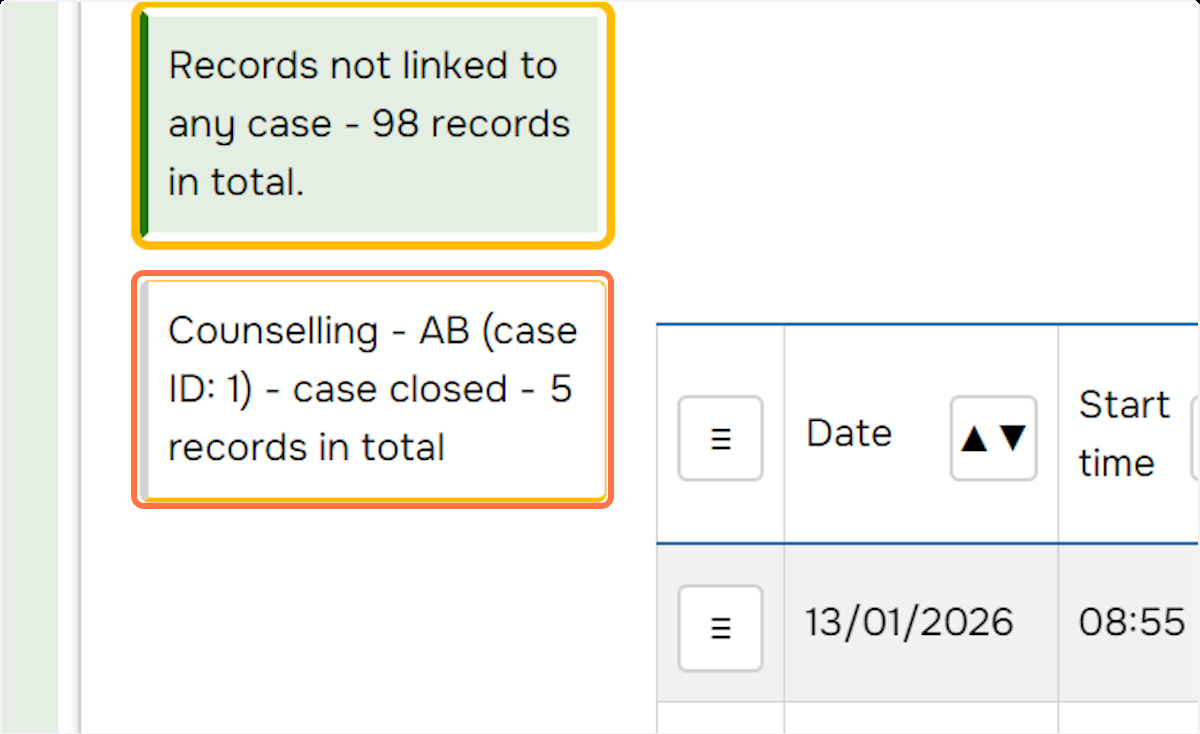 Records not linked to
any case - 98 records
in total.
Counselling - AB (case
ID: 1) - case closed - 5
records in total
☰ Date ▲▼ Start
time
☰ 13/01/2026 08:55